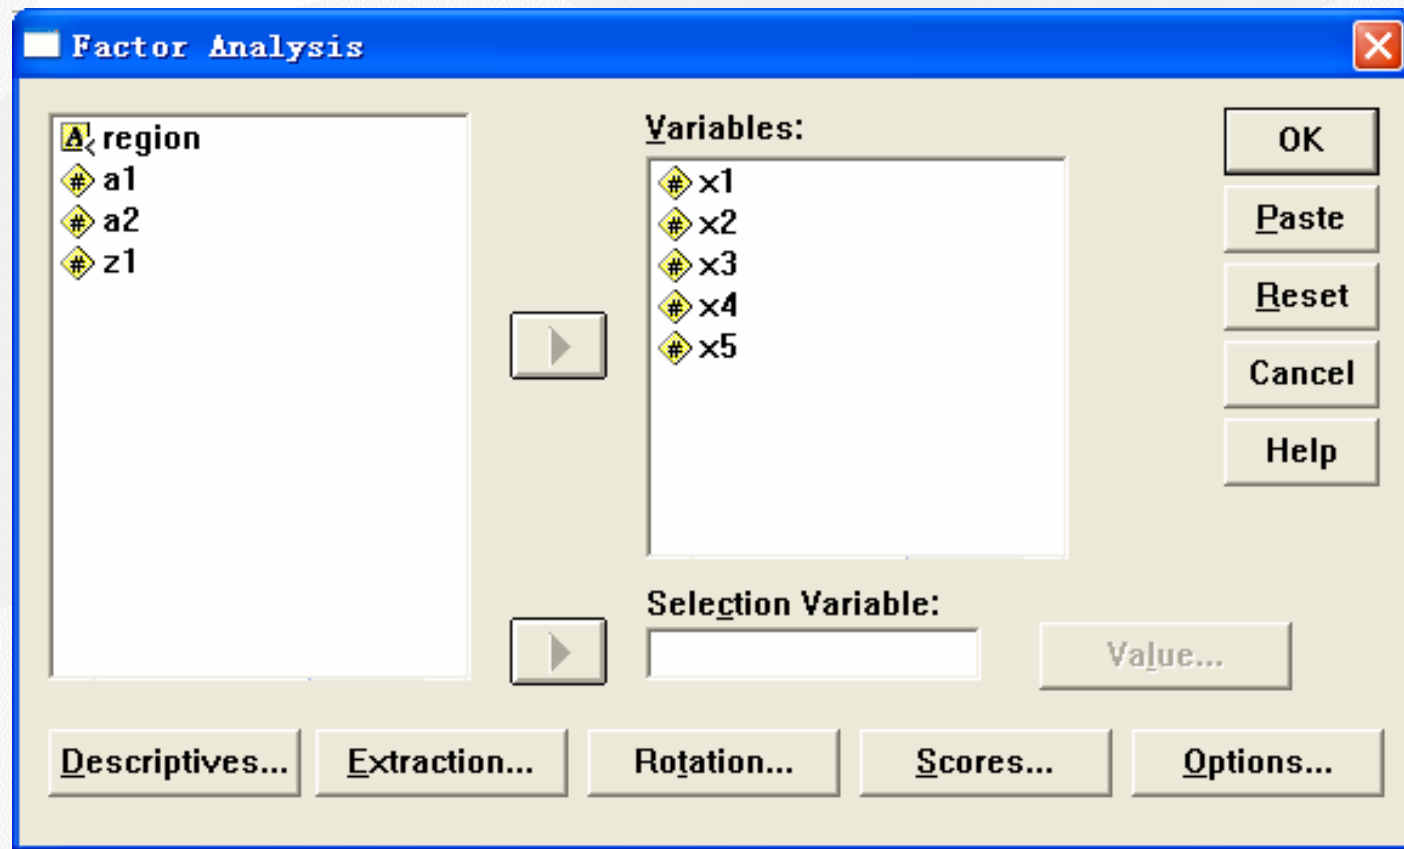 Factor Analysis
region
a1
a2
z1
Variables:
x1
x2
x3
x4
x5
Selection Variable:
Value...
OK
Paste
Reset
Cancel
Help
Descriptives...
Extraction...
Rotation...
Scores...
Options...